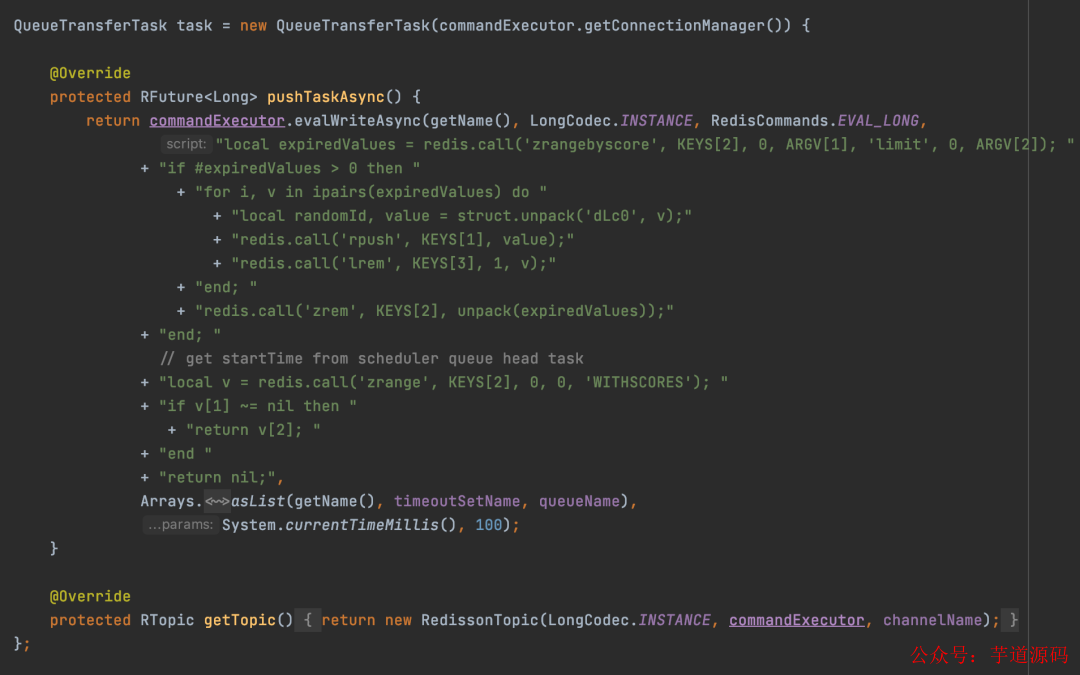 QueueTransferTask task = new QueueTransferTask(commandExecutor.getConnectionManager()) {
@Override
protected RFuture<Long> pushTaskAsync() {
return commandExecutor.evalWriteAsync(getName(), LongCodec.INSTANCE, RedisCommands.EVAL_LONG,
script: "local expiredValues = redis.call('zrangebyscore', KEYS[2], 0, ARGV[1], 'limit', 0, ARGV[2]); "
+ "if #expiredValues > 0 then "
+ "for i, v in ipairs(expiredValues) do "
+ "local randomId, value = struct.unpack('dLc0', v);"
+ "redis.call('rpush', KEYS[1], value);"
+ "redis.call('lrem', KEYS[3], 1, v);"
+ "end; "
+ "redis.call('zrem', KEYS[2], unpack(expiredValues));"
+ "end; "
// get startTime from scheduler queue head task
+ "local v = redis.call('zrange', KEYS[2], 0, 0, 'WITHSCORES'); "
+ "if v[1] ~= nil then "
+ "return v[2]; "
+ "end "
+ "return nil;",
Arrays.<~>asList(getName(), timeoutSetName, queueName),
...params: System.currentTimeMillis(), 100);
}
@Override
protected RTopic getTopic() { return new RedissonTopic(LongCodec.INSTANCE, commandExecutor, channelName); }
};
公众号：芋道源码